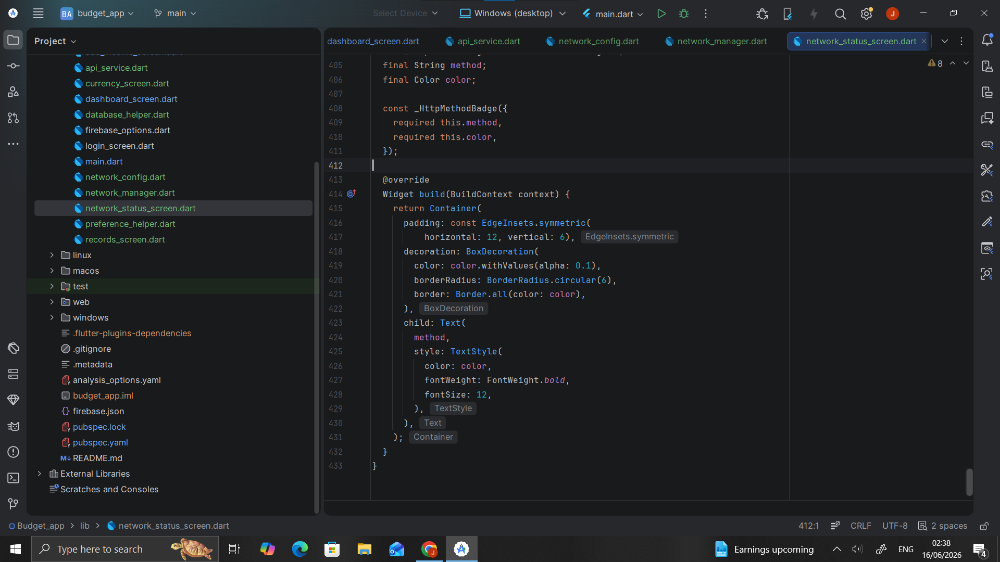 BA budget_app main Select Device Windows (desktop) main.dart J
Project
dashboard_screen.dart api_service.dart network_config.dart network_manager.dart network_status_screen.dart
api_service.dart
currency_screen.dart
dashboard_screen.dart
database_helper.dart
firebase_options.dart
login_screen.dart
main.dart
network_config.dart
network_manager.dart
network_status_screen.dart
preference_helper.dart
records_screen.dart
linux
macos
test
web
windows
.flutter-plugins-dependencies
.gitignore
.metadata
analysis_options.yaml
budget_app.iml
firebase.json
pubspec.lock
pubspec.yaml
M↓ README.md
External Libraries
Scratches and Consoles
8
405 final String method;
406 final Color color;
407
408 const _HttpMethodBadge({
409 required this.method,
410 required this.color,
411 });
412
413 @override
414 Widget build(BuildContext context) {
415 return Container(
416 padding: const EdgeInsets.symmetric(
417 horizontal: 12, vertical: 6), EdgeInsets.symmetric
418 decoration: BoxDecoration(
419 color: color.withValues(alpha: 0.1),
420 borderRadius: BorderRadius.circular(6),
421 border: Border.all(color: color),
422 ), BoxDecoration
423 child: Text(
424 method,
425 style: TextStyle(
426 color: color,
427 fontWeight: FontWeight.bold,
428 fontSize: 12,
429 ), TextStyle
430 ), Text
431 ); Container
432 }
433 }
Budget_app > lib > network_status_screen.dart 412:1 CRLF UTF-8 2 spaces
Type here to search Earnings upcoming ENG 02:38
16/06/2026 4